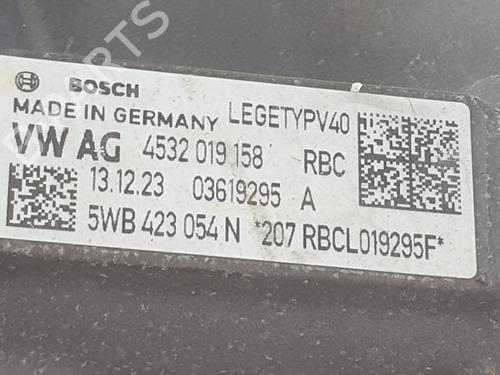 PARTS
BOSCH
MADE IN GERMANY LEGETYPV40
VW AG 4532 019 158 RBC
13.12.23 03619295 A
5WB 423 054 N *207 RBCL019295F*